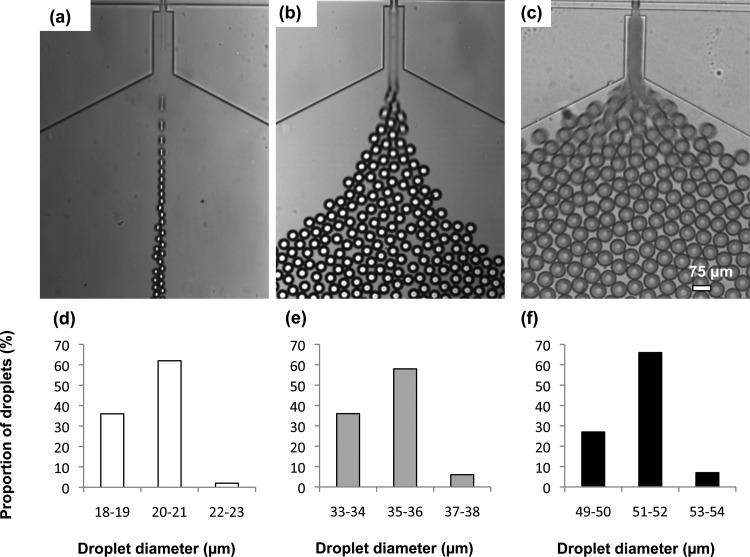 (a)
(b)
(c)
75 µm
(d)
(e)
(f)
Proportion of droplets (%)
70
60
50
40
30
20
10
0
18-19 20-21 22-23
Droplet diameter (µm)
70
60
50
40
30
20
10
0
33-34 35-36 37-38
Droplet diameter (µm)
70
60
50
40
30
20
10
0
49-50 51-52 53-54
Droplet diameter (µm)